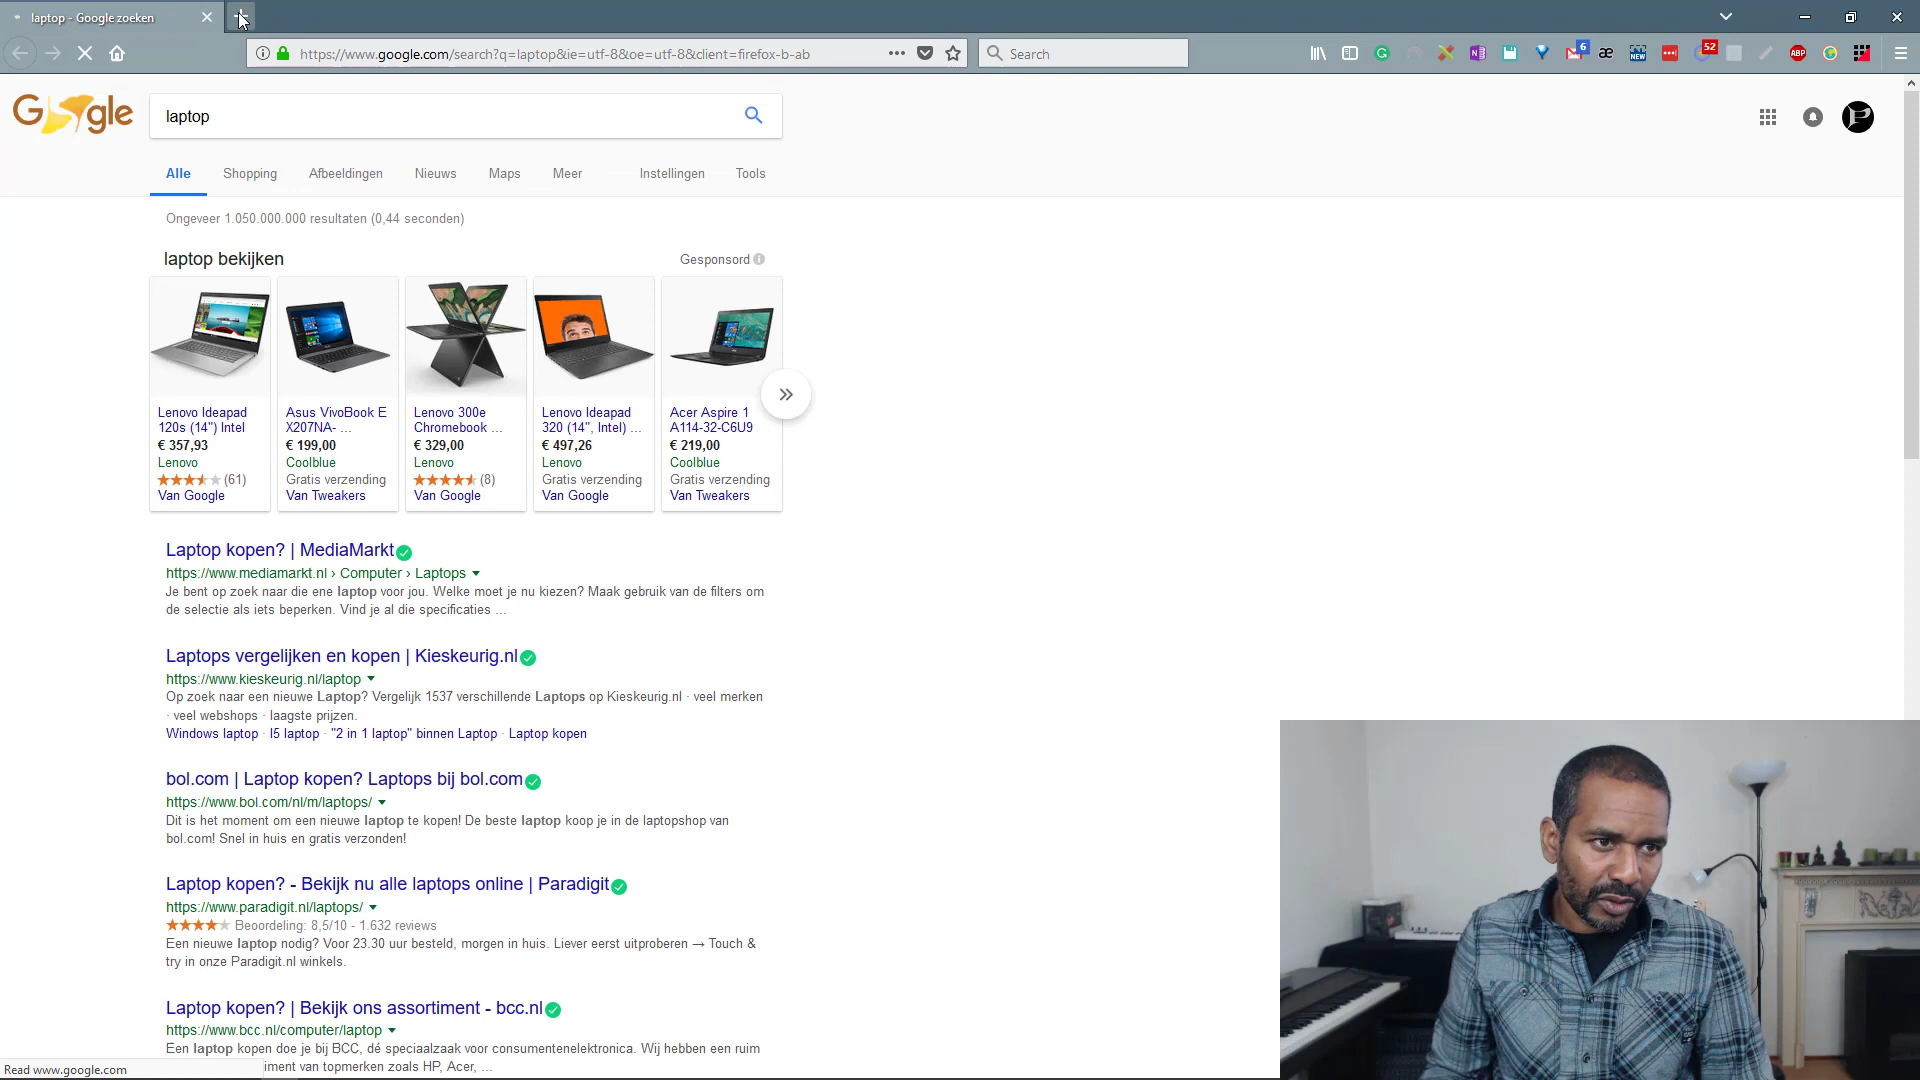 laptop - Google zoeken
https://www.google.com/search?q=laptop&ie=utf-8&oe=utf-8&client=firefox-b-ab
Search
6
NEW
52
ABP
Google
laptop
Alle Shopping Afbeeldingen Nieuws Maps Meer Instellingen Tools
Ongeveer 1.050.000.000 resultaten (0,44 seconden)
laptop bekijken
Gesponsord
Lenovo Ideapad
120s (14") Intel
€ 357,93
Lenovo
(61)
Van Google
Asus VivoBook E
X207NA- ...
€ 199,00
Coolblue
Gratis verzending
Van Tweakers
Lenovo 300e
Chromebook ...
€ 329,00
Lenovo
(8)
Van Google
Lenovo Ideapad
320 (14", Intel) ...
€ 497,26
Lenovo
Gratis verzending
Van Google
Acer Aspire 1
A114-32-C6U9
€ 219,00
Coolblue
Gratis verzending
Van Tweakers
Laptop kopen? | MediaMarkt
https://www.mediamarkt.nl › Computer › Laptops
Je bent op zoek naar die ene laptop voor jou. Welke moet je nu kiezen? Maak gebruik van de filters om
de selectie als iets beperken. Vind je al die specificaties ...
Laptops vergelijken en kopen | Kieskeurig.nl
https://www.kieskeurig.nl/laptop
Op zoek naar een nieuwe Laptop? Vergelijk 1537 verschillende Laptops op Kieskeurig.nl · veel merken
· veel webshops · laagste prijzen.
Windows laptop · I5 laptop · "2 in 1 laptop" binnen Laptop · Laptop kopen
bol.com | Laptop kopen? Laptops bij bol.com
https://www.bol.com/nl/m/laptops/
Dit is het moment om een nieuwe laptop te kopen! De beste laptop koop je in de laptopshop van
bol.com! Snel in huis en gratis verzonden!
Laptop kopen? - Bekijk nu alle laptops online | Paradigit
https://www.paradigit.nl/laptops/
Beoordeling: 8,5/10 - 1.632 reviews
Een nieuwe laptop nodig? Voor 23.30 uur besteld, morgen in huis. Liever eerst uitproberen → Touch &
try in onze Paradigit.nl winkels.
Laptop kopen? | Bekijk ons assortiment - bcc.nl
https://www.bcc.nl/computer/laptop
Een laptop kopen doe je bij BCC, dé speciaalzaak voor consumentenelektronica. Wij hebben een ruim
iment van topmerken zoals HP, Acer, ...
Read www.google.com